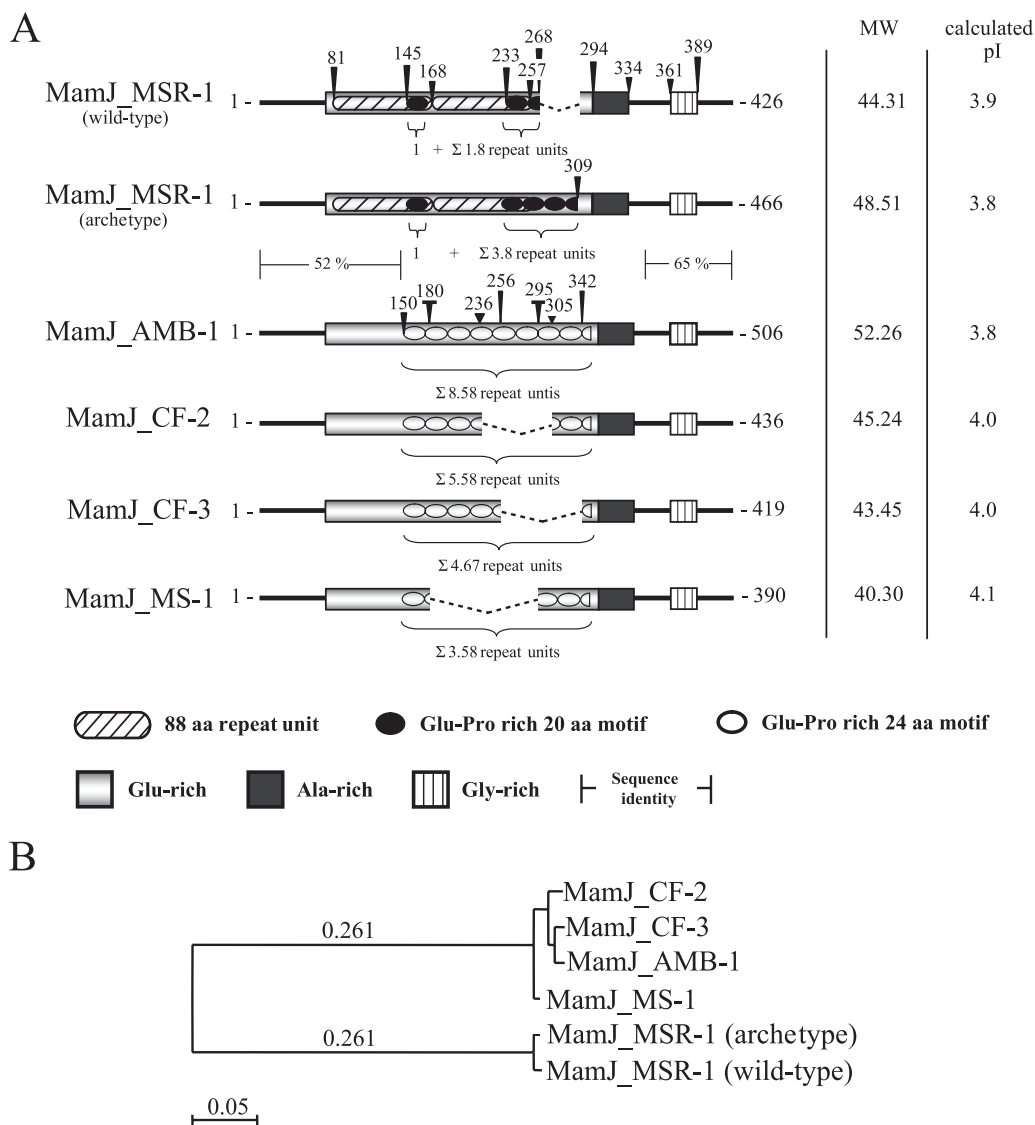 A
MW
calculated pI
81 145 168 233 257 268 294 334 361 389
MamJ_MSR-1 1 - - 426 44.31 3.9
(wild-type)
1 + Σ 1.8 repeat units
309
MamJ_MSR-1 1 - - 466 48.51 3.8
(archetype)
1 + Σ 3.8 repeat units
52 % 65 %
150 180 236 256 295 305 342
MamJ_AMB-1 1 - - 506 52.26 3.8
Σ 8.58 repeat untis
MamJ_CF-2 1 - - 436 45.24 4.0
Σ 5.58 repeat units
MamJ_CF-3 1 - - 419 43.45 4.0
Σ 4.67 repeat units
MamJ_MS-1 1 - - 390 40.30 4.1
Σ 3.58 repeat units
88 aa repeat unit
Glu-Pro rich 20 aa motif
Glu-Pro rich 24 aa motif
Glu-rich
Ala-rich
Gly-rich
Sequence identity
B
MamJ_CF-2
0.261
MamJ_CF-3
MamJ_AMB-1
MamJ_MS-1
0.261
MamJ_MSR-1 (archetype)
MamJ_MSR-1 (wild-type)
0.05